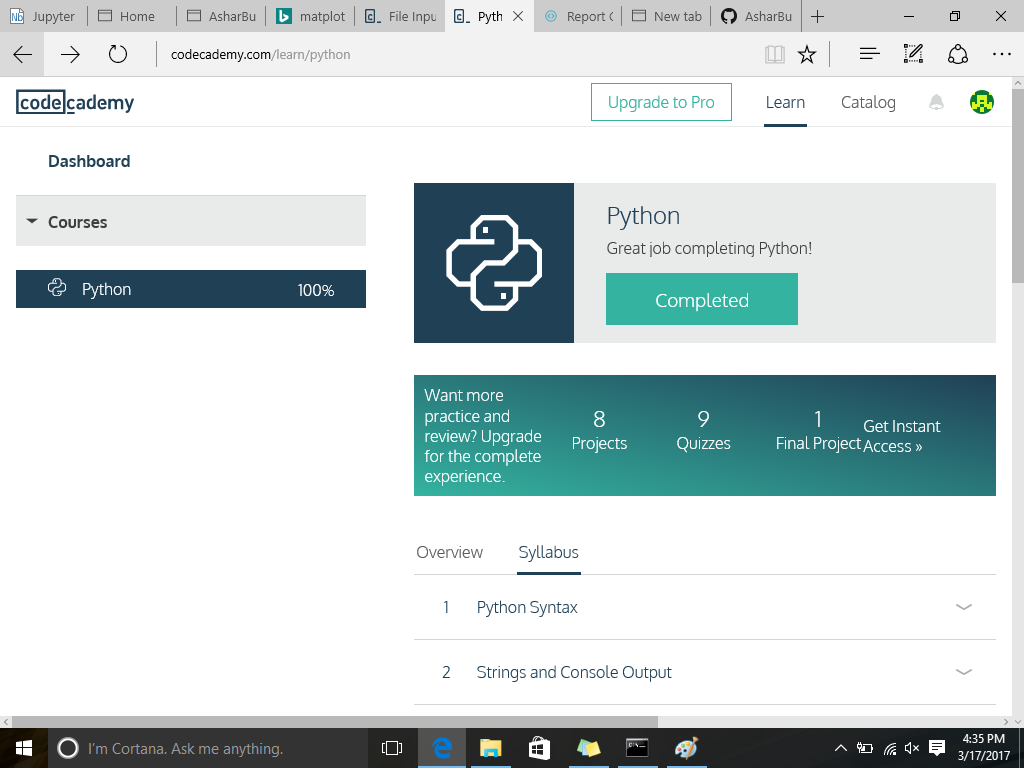 Jupyter
Home
AsharBu
matplot
File Inpu
Pyth
Report
New tab
AsharBu
codecademy.com/learn/python
codecademy
Upgrade to Pro
Learn
Catalog
Dashboard
Courses
Python 100%
Python
Great job completing Python!
Completed
Want more
practice and
review? Upgrade
for the complete
experience.
8
Projects
9
Quizzes
1
Final Project
Get Instant
Access »
Overview
Syllabus
1 Python Syntax
2 Strings and Console Output
I'm Cortana. Ask me anything.
4:35 PM
3/17/2017